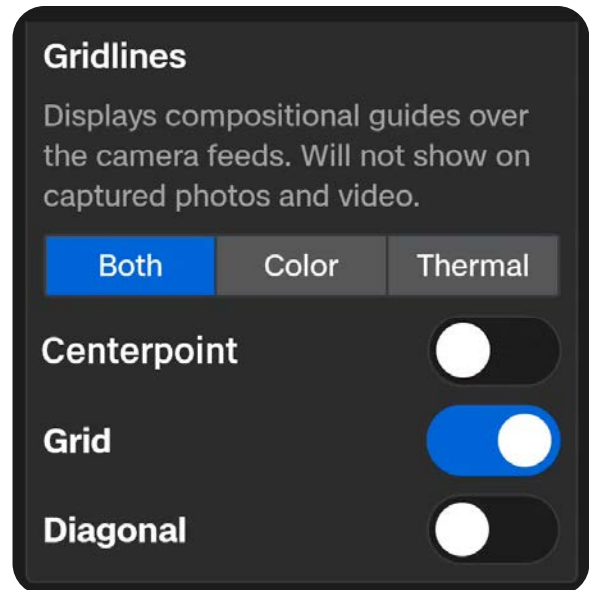 Gridlines
Displays compositional guides over
the camera feeds. Will not show on
captured photos and video.
Both Color Thermal
Centerpoint
Grid
Diagonal